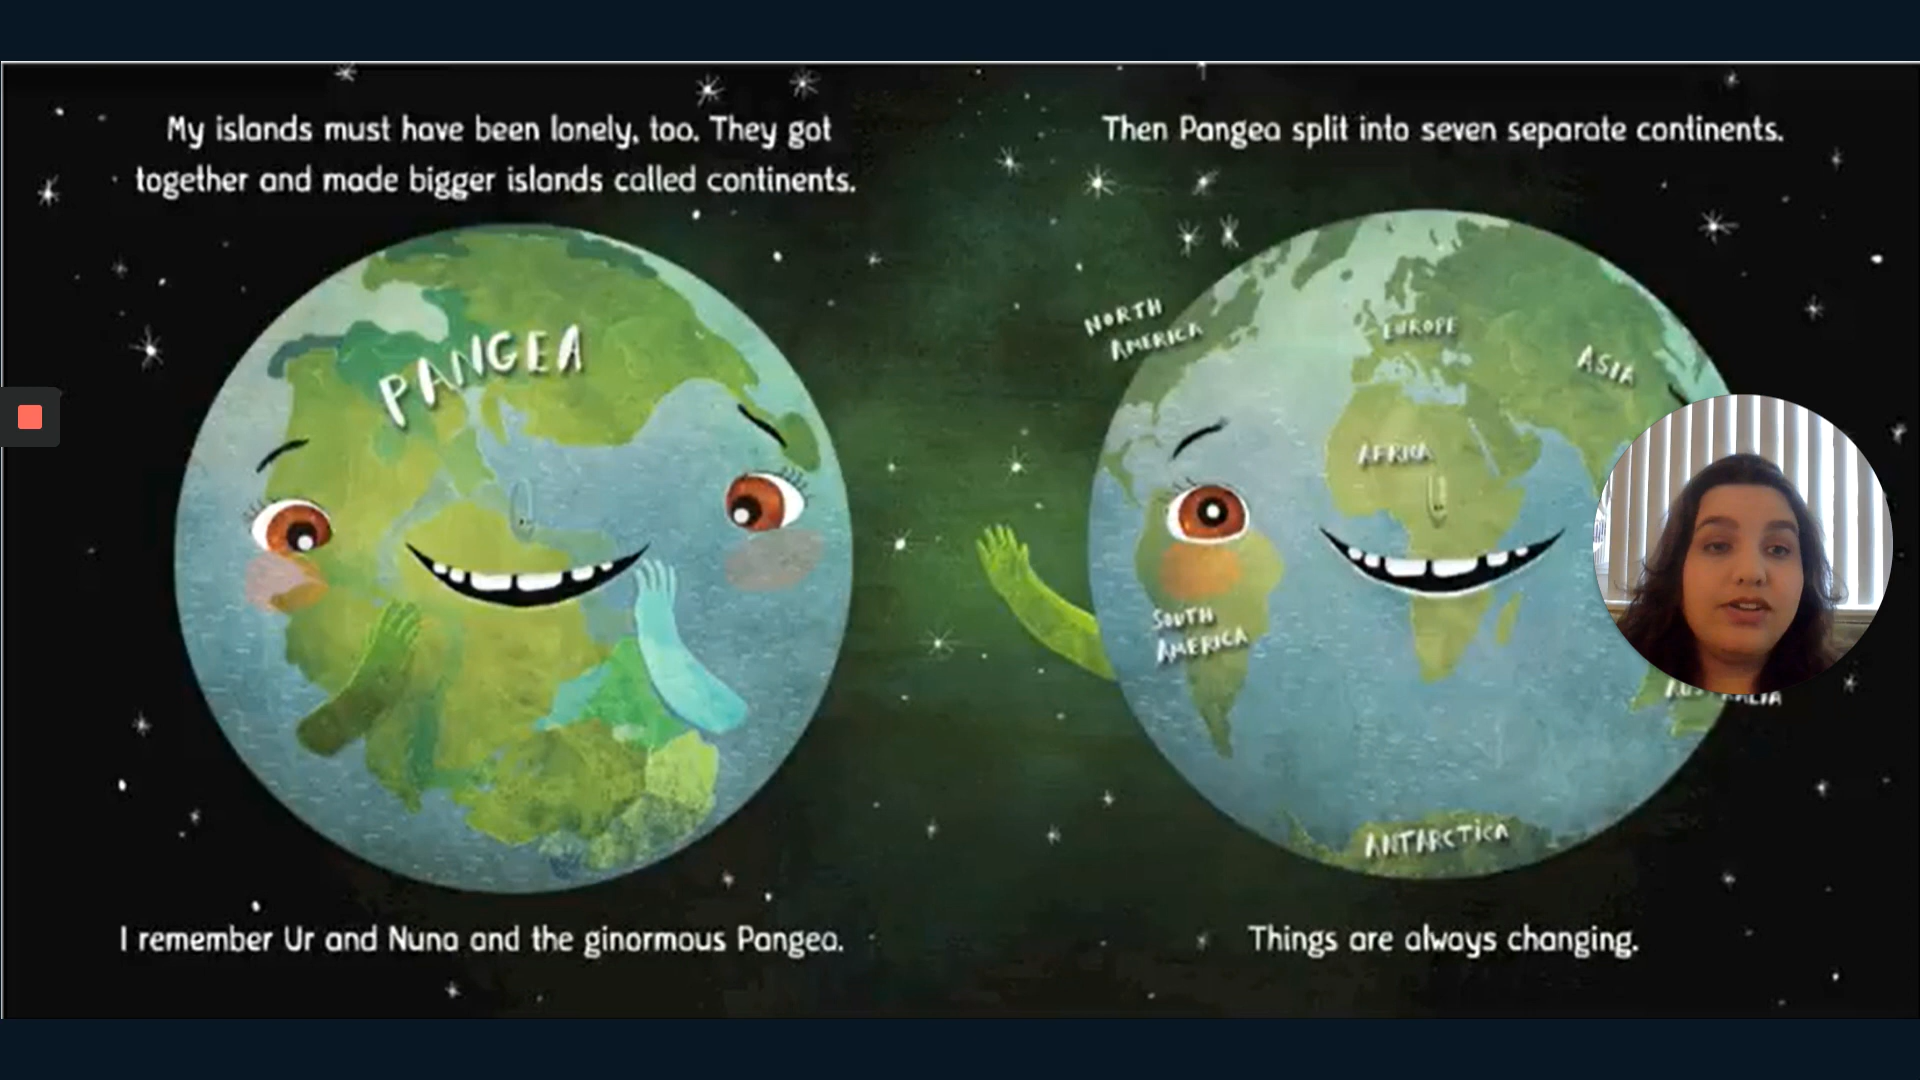 My islands must have been lonely, too. They got
together and made bigger islands called continents.
PANGEA
I remember Ur and Nuna and the ginormous Pangea.
Then Pangea split into seven separate continents.
NORTH
AMERICA
EUROPE
ASIA
AFRICA
SOUTH
AMERICA
AUSTRALIA
ANTARCTICA
Things are always changing.